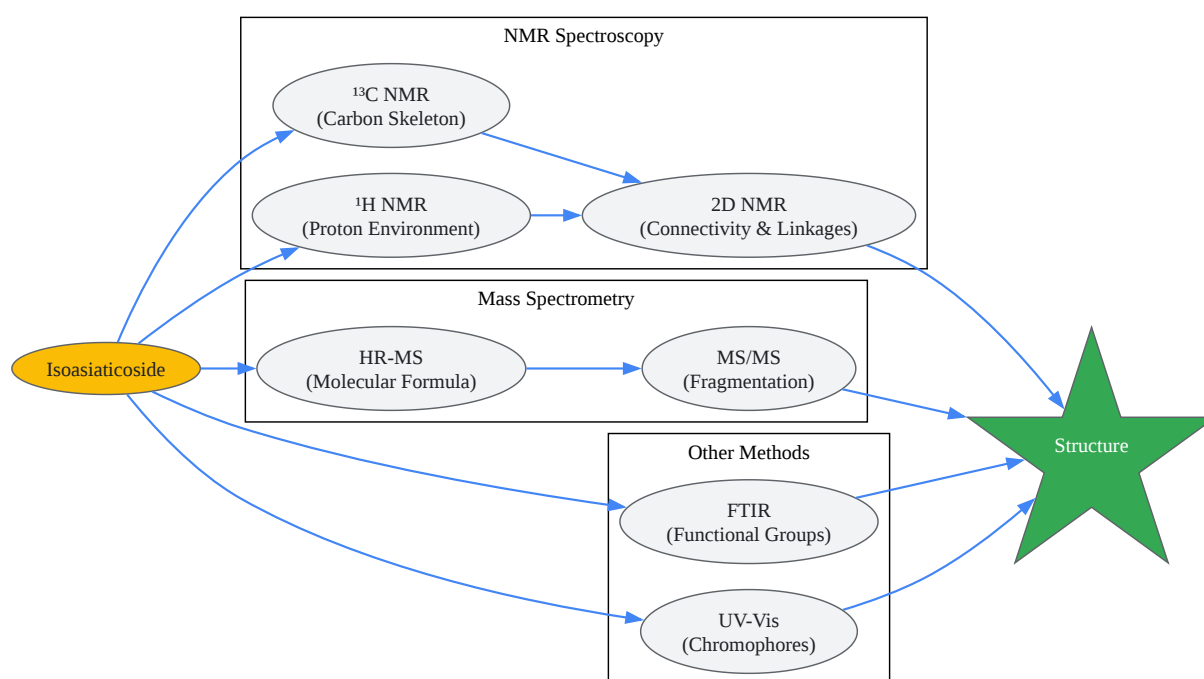 NMR Spectroscopy
¹³C NMR
(Carbon Skeleton)
¹H NMR
(Proton Environment)
2D NMR
(Connectivity & Linkages)
Mass Spectrometry
HR-MS
(Molecular Formula)
MS/MS
(Fragmentation)
Isoasiaticoside
Other Methods
FTIR
(Functional Groups)
UV-Vis
(Chromophores)
Structure